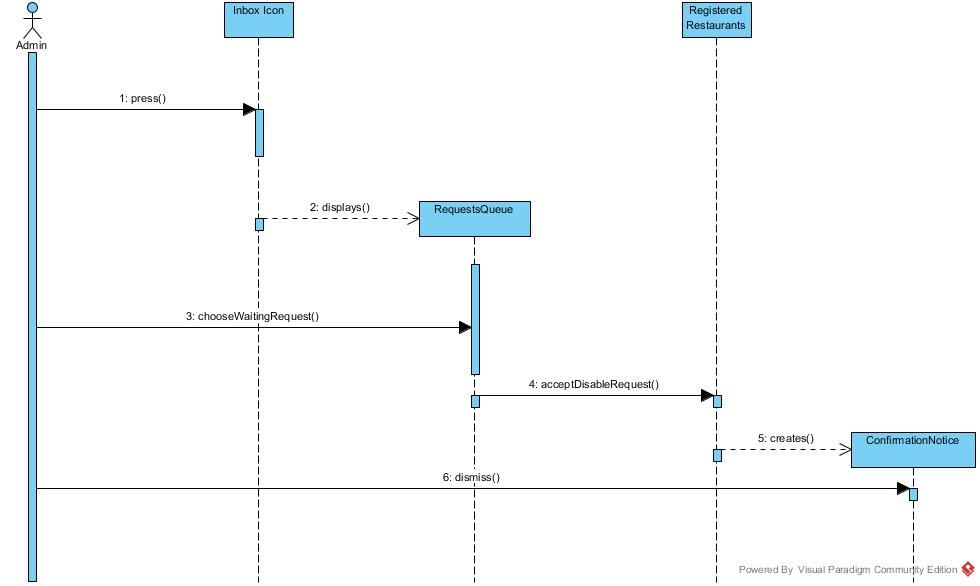 Inbox Icon
Registered
Restaurants
Admin
1: press()
2: displays()
RequestsQueue
3: chooseWaitingRequest()
4: acceptDisableRequest()
5: creates()
ConfirmationNotice
6: dismiss()
Powered By Visual Paradigm Community Edition